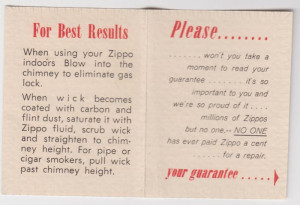 For Best Results
When using your Zippo
indoors Blow into the
chimney to eliminate gas
lock.
When wick becomes
coated with carbon and
flint dust, saturate it with
Zippo fluid, scrub wick
and straighten to chim-
ney height. For pipe or
cigar smokers, pull wick
past chimney height.
Please........
.......won't you take a
moment to read your
guarantee ........ it's so
important to you and
we're so proud of it....
...... millions of Zippos
but no one.-- NO ONE
has ever paid Zippo a cent
...... for a repair.
your guarantee .....